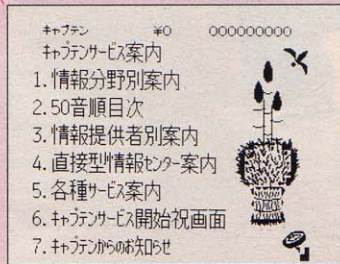 ｷｬﾌﾟﾃﾝ ¥0 000000000
ｷｬﾌﾟﾃﾝサービス案内
1. 情報分野別案内
2. 50音順目次
3. 情報提供者別案内
4. 直接型情報ｾﾝﾀｰ案内
5. 各種サービス案内
6. ｷｬﾌﾟﾃﾝサービス開始祝画面
7. ｷｬﾌﾟﾃﾝからのお知らせ